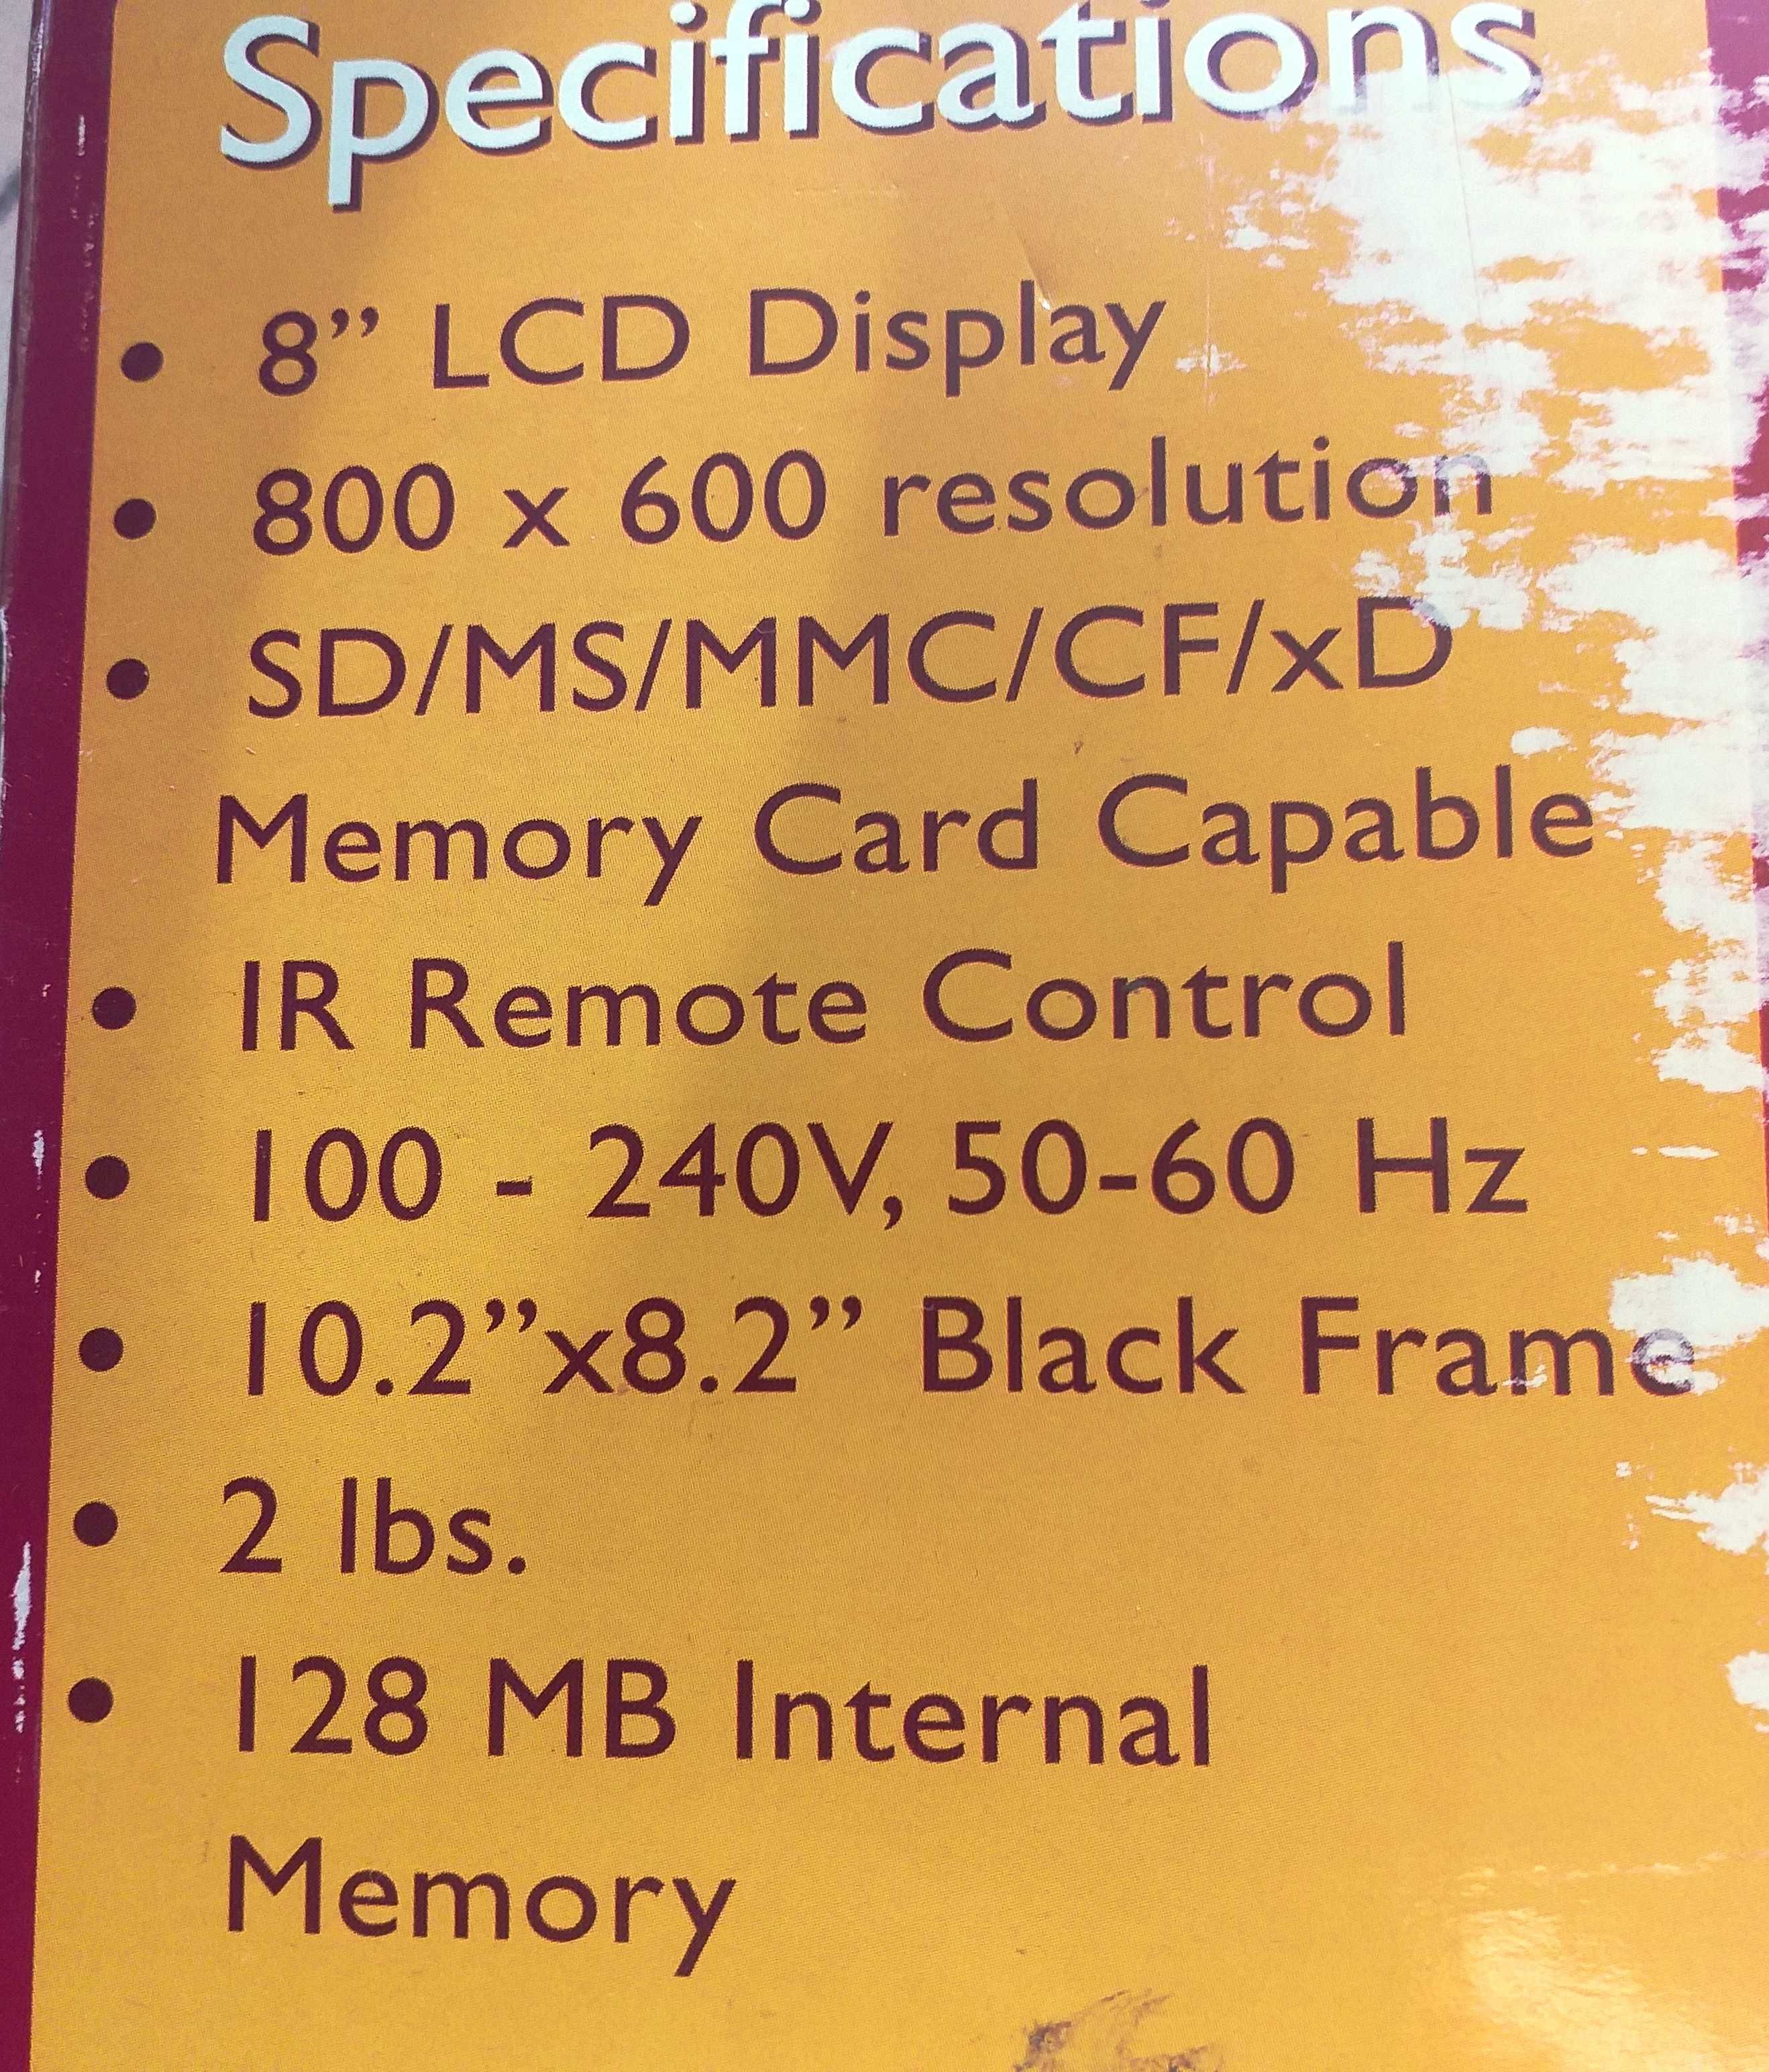 Specifications
• 8” LCD Display
• 800 x 600 resolution
• SD/MS/MMC/CF/xD
Memory Card Capable
• IR Remote Control
• 100 - 240V, 50-60 Hz
• 10.2”x8.2” Black Frame
• 2 lbs.
• 128 MB Internal
Memory